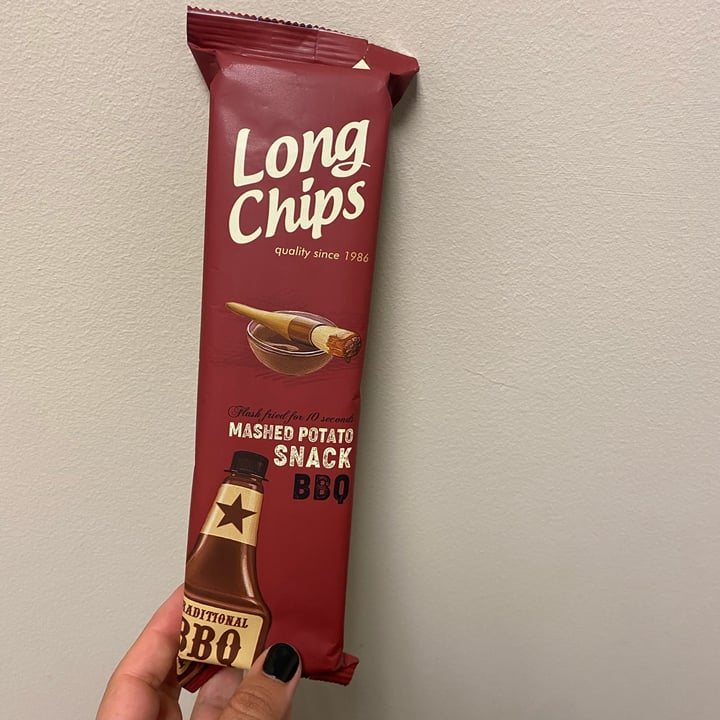 Long
Chips
quality since 1986
Flash fried for 10 seconds
MASHED POTATO
SNACK
BBQ
RADITIONAL
BBQ